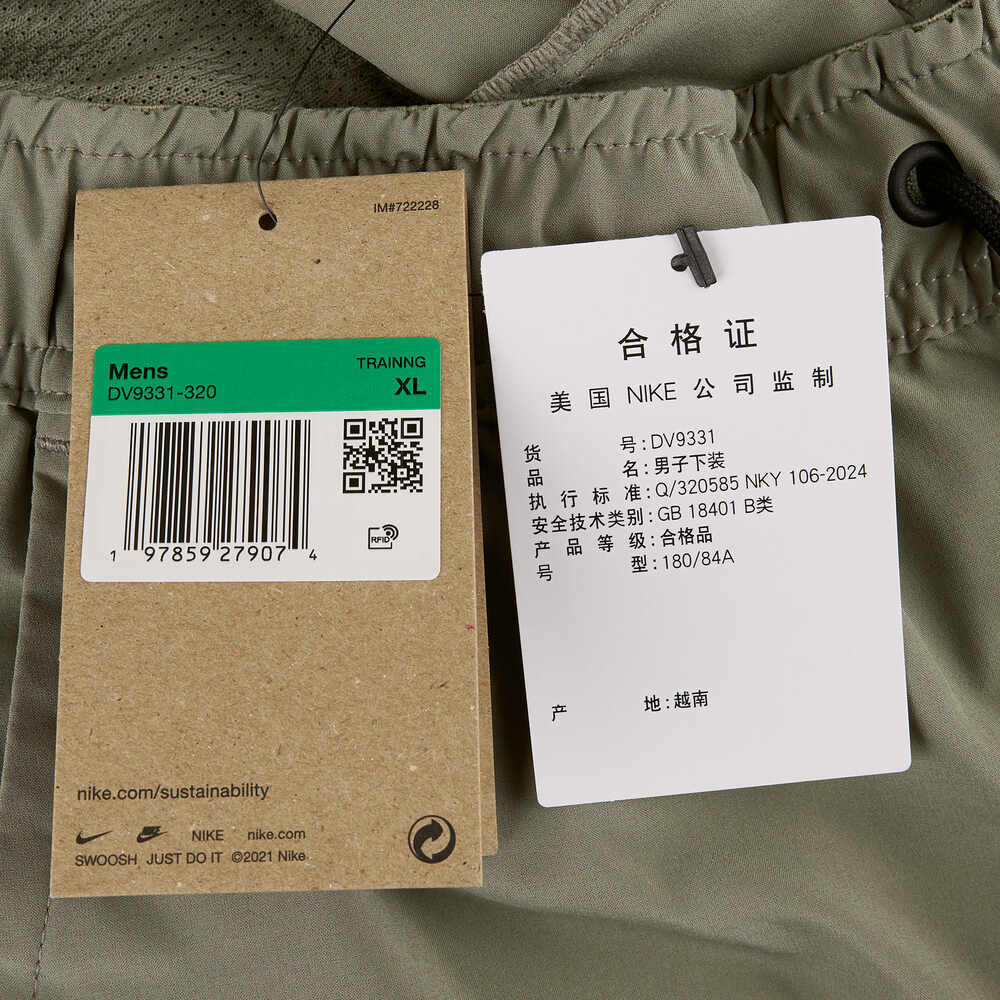 IM#722228
Mens
TRAINNG
DV9331-320
XL
1 97859 27907 4
RFID
nike.com/sustainability
NIKE nike.com
SWOOSH JUST DO IT ©2021 Nike
合格证
美国 NIKE 公司监制
货 号:DV9331
品 名:男子下装
执行标准:Q/320585 NKY 106-2024
安全技术类别:GB 18401 B类
产品等级:合格品
号 型:180/84A
产 地:越南